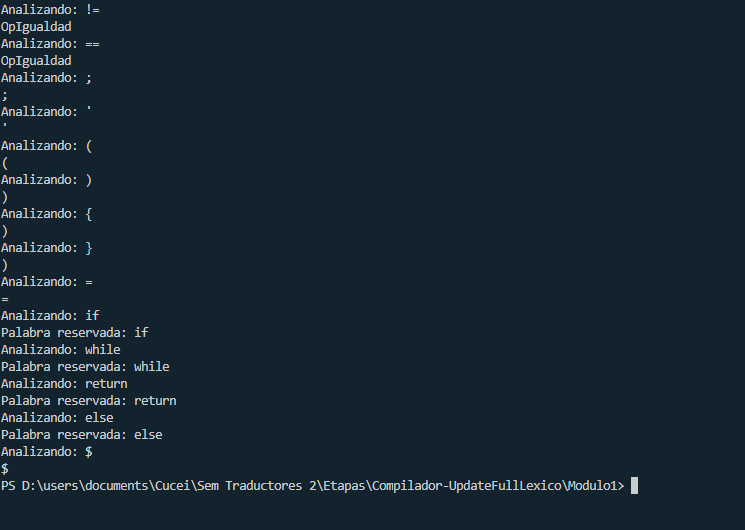 Analizando: !=
OpIgualdad
Analizando: ==
OpIgualdad
Analizando: ;
;
Analizando: '
'
Analizando: (
(
Analizando: )
)
Analizando: {
)
Analizando: }
)
Analizando: =
=
Analizando: if
Palabra reservada: if
Analizando: while
Palabra reservada: while
Analizando: return
Palabra reservada: return
Analizando: else
Palabra reservada: else
Analizando: $
$
PS D:\users\documents\Cucei\Sem Traductores 2\Etapas\Compilador-UpdateFullLexico\Modulo1>